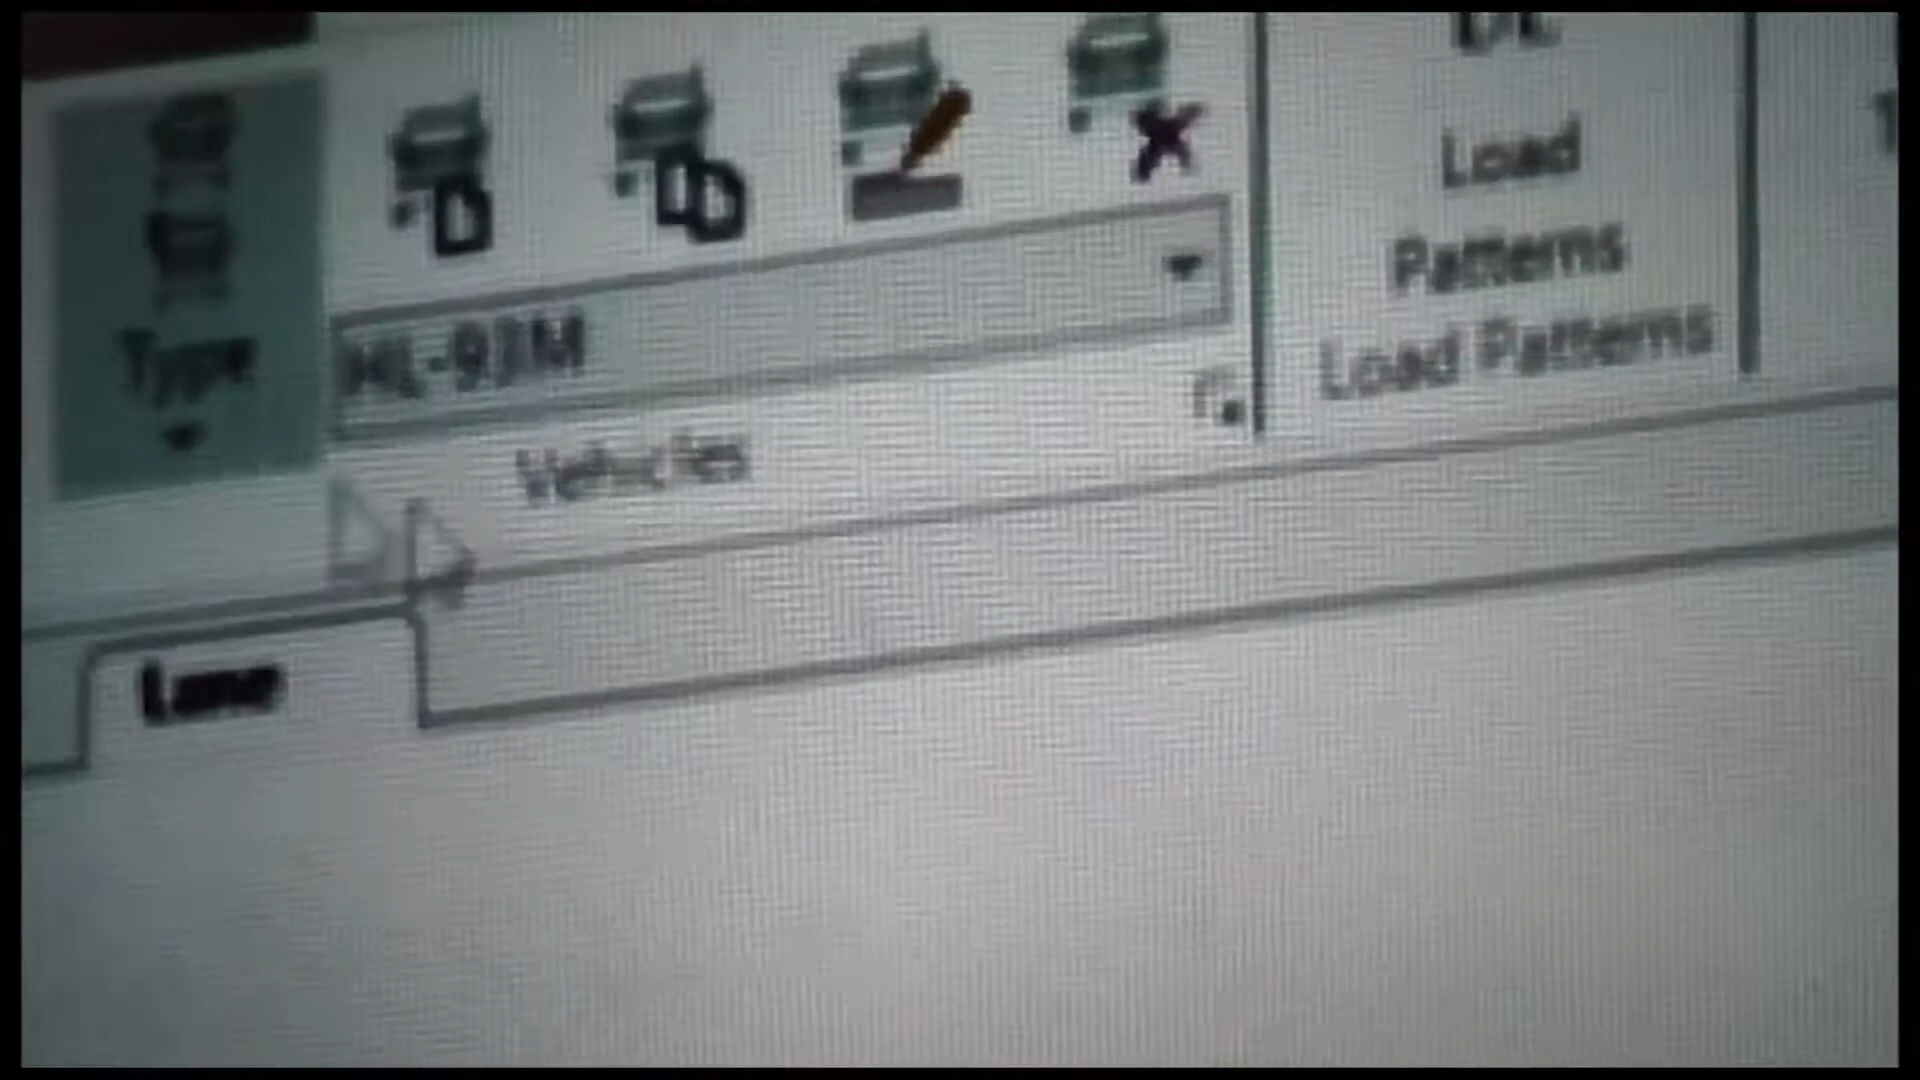 Type
HL-93M
Vehicles
Load
Patterns
Load Patterns
Lane